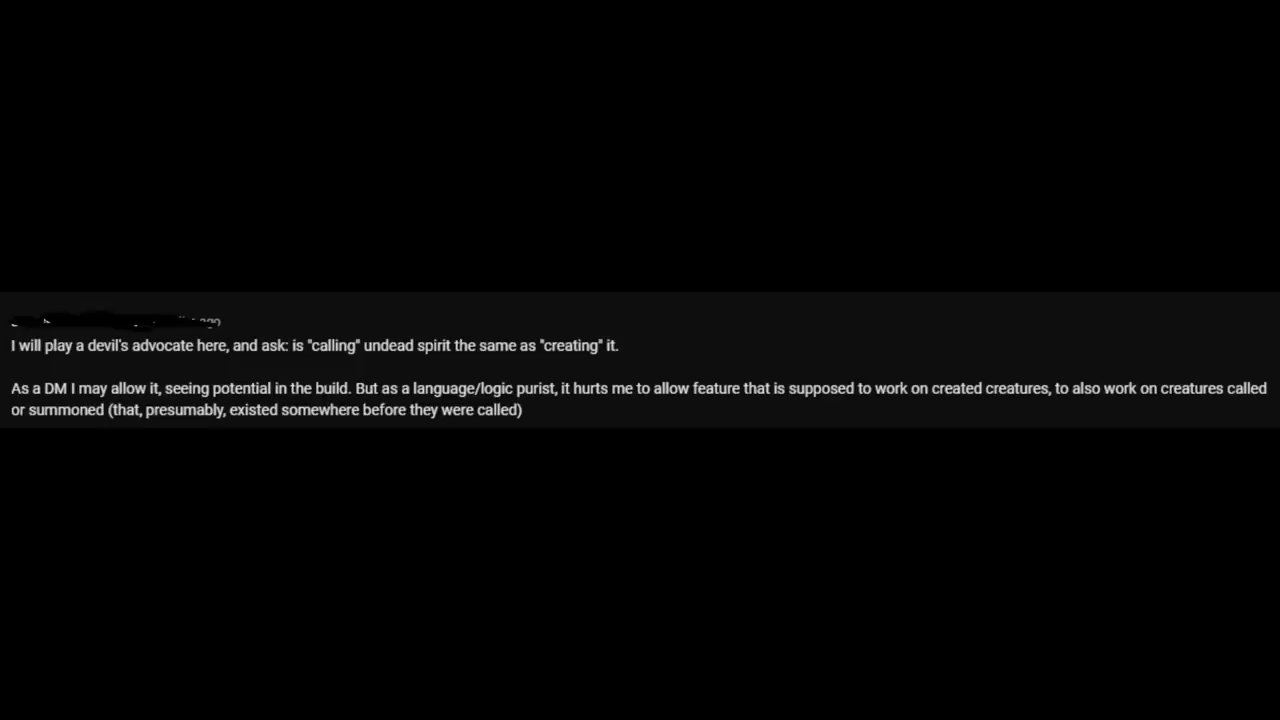 ago
I will play a devil's advocate here, and ask: is "calling" undead spirit the same as "creating" it.
As a DM I may allow it, seeing potential in the build. But as a language/logic purist, it hurts me to allow feature that is supposed to work on created creatures, to also work on creatures called
or summoned (that, presumably, existed somewhere before they were called)